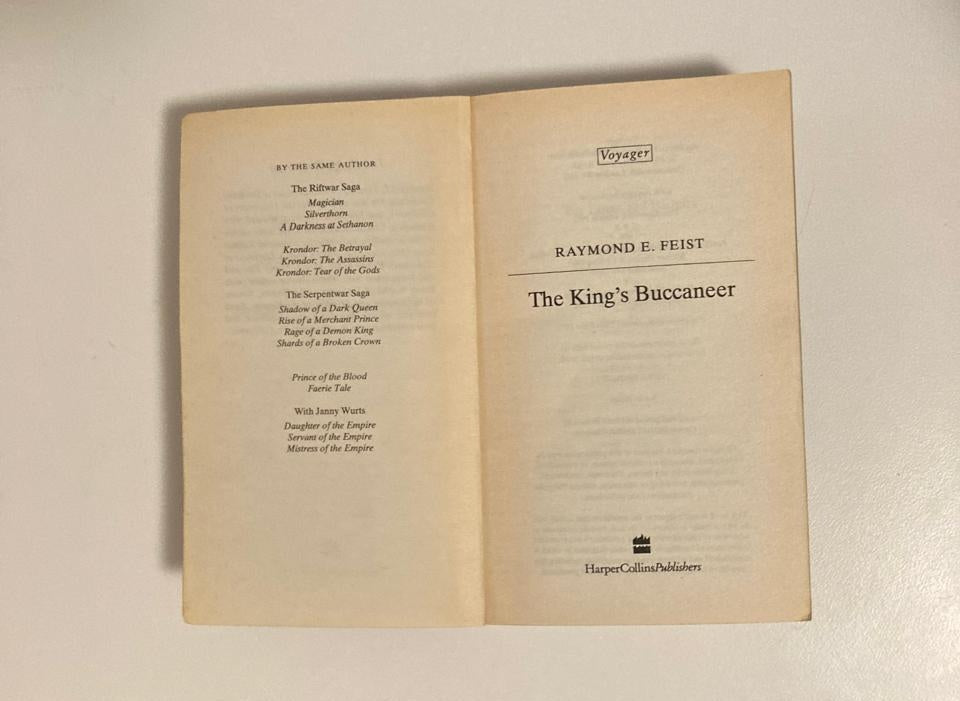 BY THE SAME AUTHOR
The Riftwar Saga
Magician
Silverthorn
A Darkness at Sethanon
Krondor: The Betrayal
Krondor: The Assassins
Krondor: Tear of the Gods
The Serpentwar Saga
Shadow of a Dark Queen
Rise of a Merchant Prince
Rage of a Demon King
Shards of a Broken Crown
Prince of the Blood
Faerie Tale
With Janny Wurts
Daughter of the Empire
Servant of the Empire
Mistress of the Empire
Voyager
RAYMOND E. FEIST
The King's Buccaneer
HarperCollinsPublishers